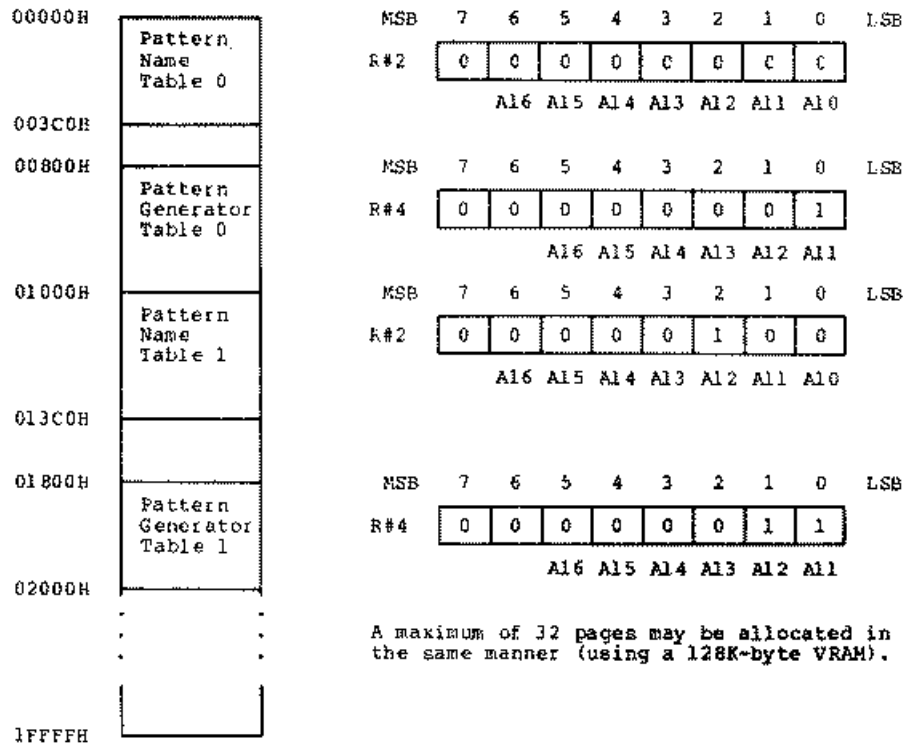 00000H
Pattern
Name
Table 0
003C0H
00800H
Pattern
Generator
Table 0
01000H
Pattern
Name
Table 1
013C0H
01800H
Pattern
Generator
Table 1
02000H
1FFFFH
MSB 7 6 5 4 3 2 1 0 LSB
R#2 0 0 0 0 0 0 0 0
A16 A15 A14 A13 A12 A11 A10
MSB 7 6 5 4 3 2 1 0 LSB
R#4 0 0 0 0 0 0 0 1
A16 A15 A14 A13 A12 A11
MSB 7 6 5 4 3 2 1 0 LSB
R#2 0 0 0 0 0 1 0 0
A16 A15 A14 A13 A12 A11 A10
MSB 7 6 5 4 3 2 1 0 LSB
R#4 0 0 0 0 0 0 1 1
A16 A15 A14 A13 A12 A11
A maximum of 32 pages may be allocated in
the same manner (using a 128K-byte VRAM).